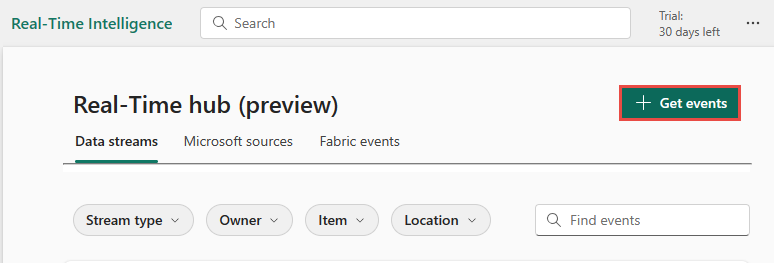 Real-Time Intelligence
Search
Trial:
30 days left
...
Real-Time hub (preview)
+ Get events
Data streams
Microsoft sources
Fabric events
Stream type
Owner
Item
Location
Find events